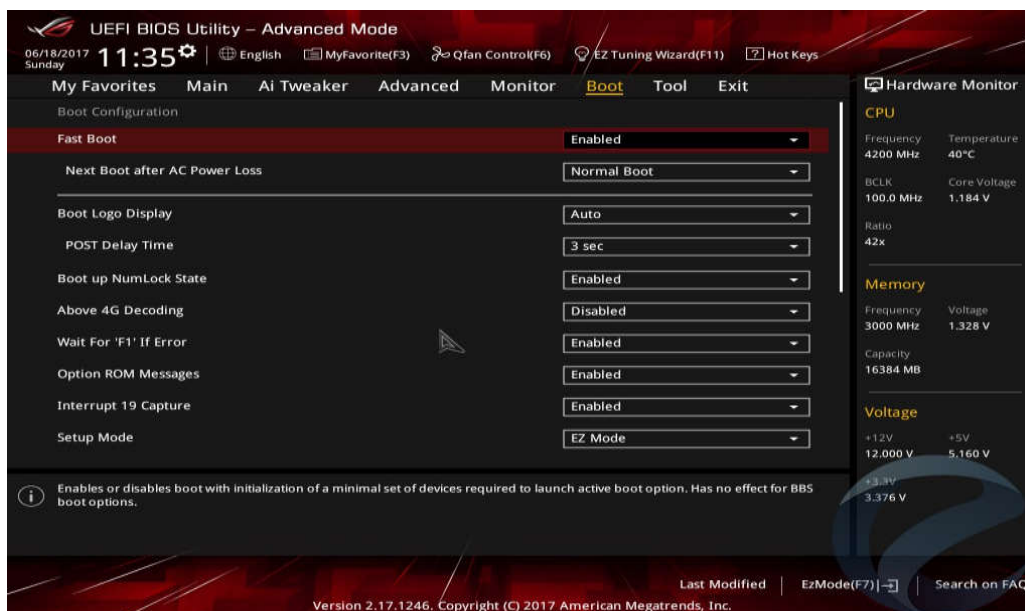 UEFI BIOS Utility – Advanced Mode
06/18/2017
Sunday
11:35
English
MyFavorite(F3)
Qfan Control(F6)
EZ Tuning Wizard(F11)
? Hot Keys
My Favorites Main Ai Tweaker Advanced Monitor Boot Tool Exit
Boot Configuration
Fast Boot Enabled
Next Boot after AC Power Loss Normal Boot
Boot Logo Display Auto
POST Delay Time 3 sec
Boot up NumLock State Enabled
Above 4G Decoding Disabled
Wait For 'F1' If Error Enabled
Option ROM Messages Enabled
Interrupt 19 Capture Enabled
Setup Mode EZ Mode
i
Enables or disables boot with initialization of a minimal set of devices required to launch active boot option. Has no effect for BBS
boot options.
Hardware Monitor
CPU
Frequency Temperature
4200 MHz 40°C
BCLK Core Voltage
100.0 MHz 1.184 V
Ratio
42x
Memory
Frequency Voltage
3000 MHz 1.328 V
Capacity
16384 MB
Voltage
+12V +5V
12.000 V 5.160 V
+3.3V
3.376 V
Last Modified
EzMode(F7)
Search on FAQ
Version 2.17.1246. Copyright (C) 2017 American Megatrends, Inc.